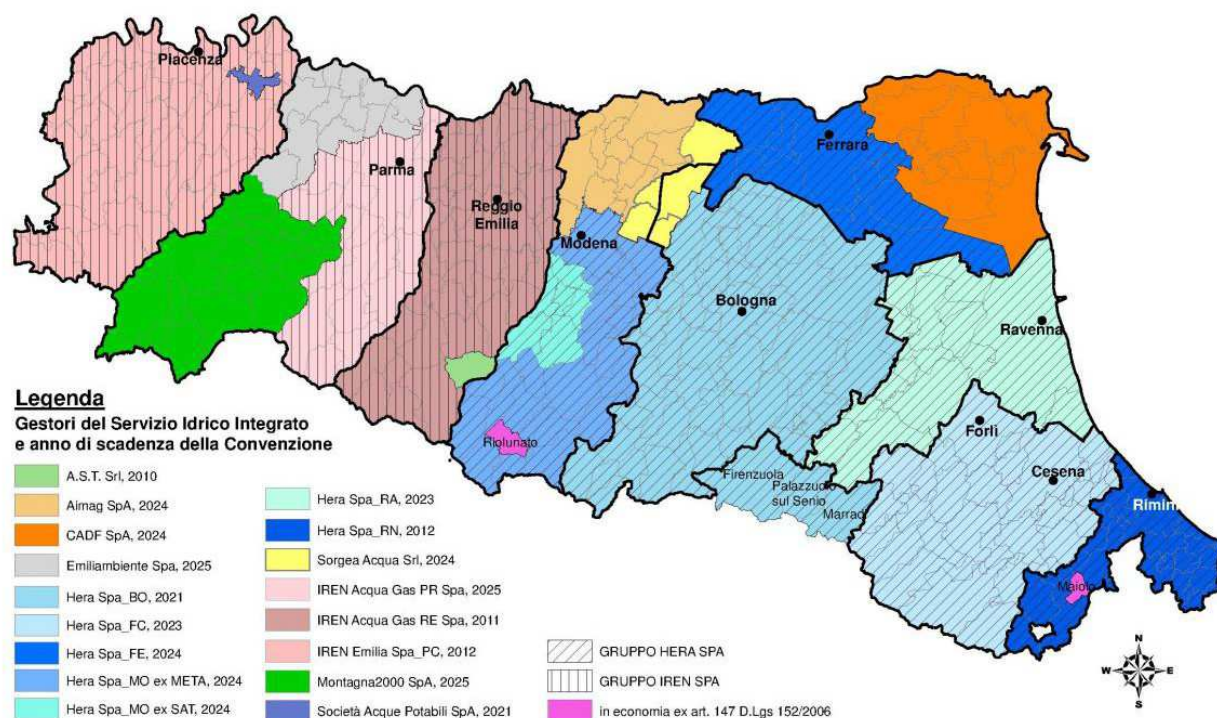 Piacenza
Parma
Reggio
Emilia
Modena
Ferrara
Bologna
Ravenna
Riolunato
Firenzuola
Palazzuolo
sul Senio
Marradi
Forlì
Cesena
Rimin
Maiolo
Legenda
Gestori del Servizio Idrico Integrato
e anno di scadenza della Convenzione
A.S.T. Srl, 2010
Aimag SpA, 2024
CADF SpA, 2024
Emiliambiente Spa, 2025
Hera Spa_BO, 2021
Hera Spa_FC, 2023
Hera Spa_FE, 2024
Hera Spa_MO ex META, 2024
Hera Spa_MO ex SAT, 2024
Hera Spa_RA, 2023
Hera Spa_RN, 2012
Sorgea Acqua Srl, 2024
IREN Acqua Gas PR Spa, 2025
IREN Acqua Gas RE Spa, 2011
IREN Emilia Spa_PC, 2012
Montagna2000 SpA, 2025
Società Acque Potabili SpA, 2021
GRUPPO HERA SPA
GRUPPO IREN SPA
in economia ex art. 147 D.Lgs 152/2006
N
W E
S